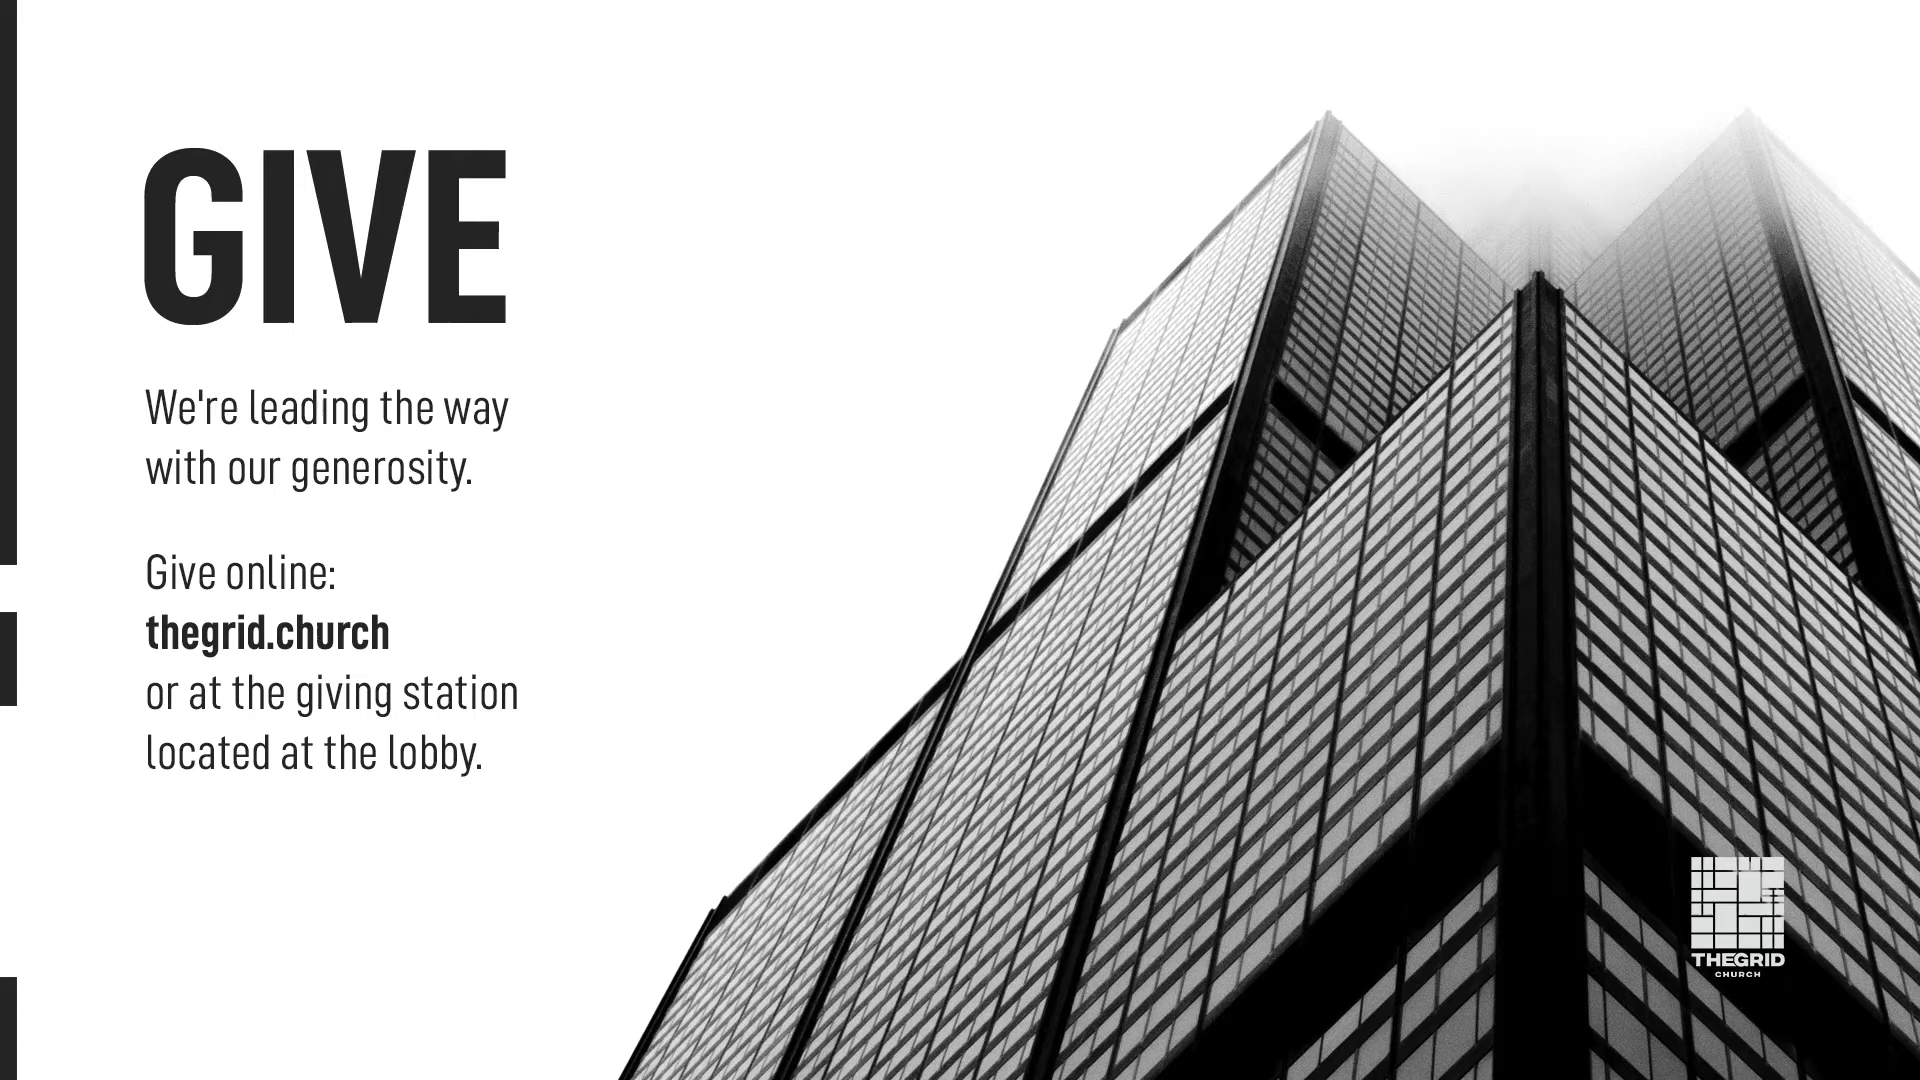 GIVE
We're leading the way
with our generosity.
Give online:
thegrid.church
or at the giving station
located at the lobby.
THEGRID
CHURCH